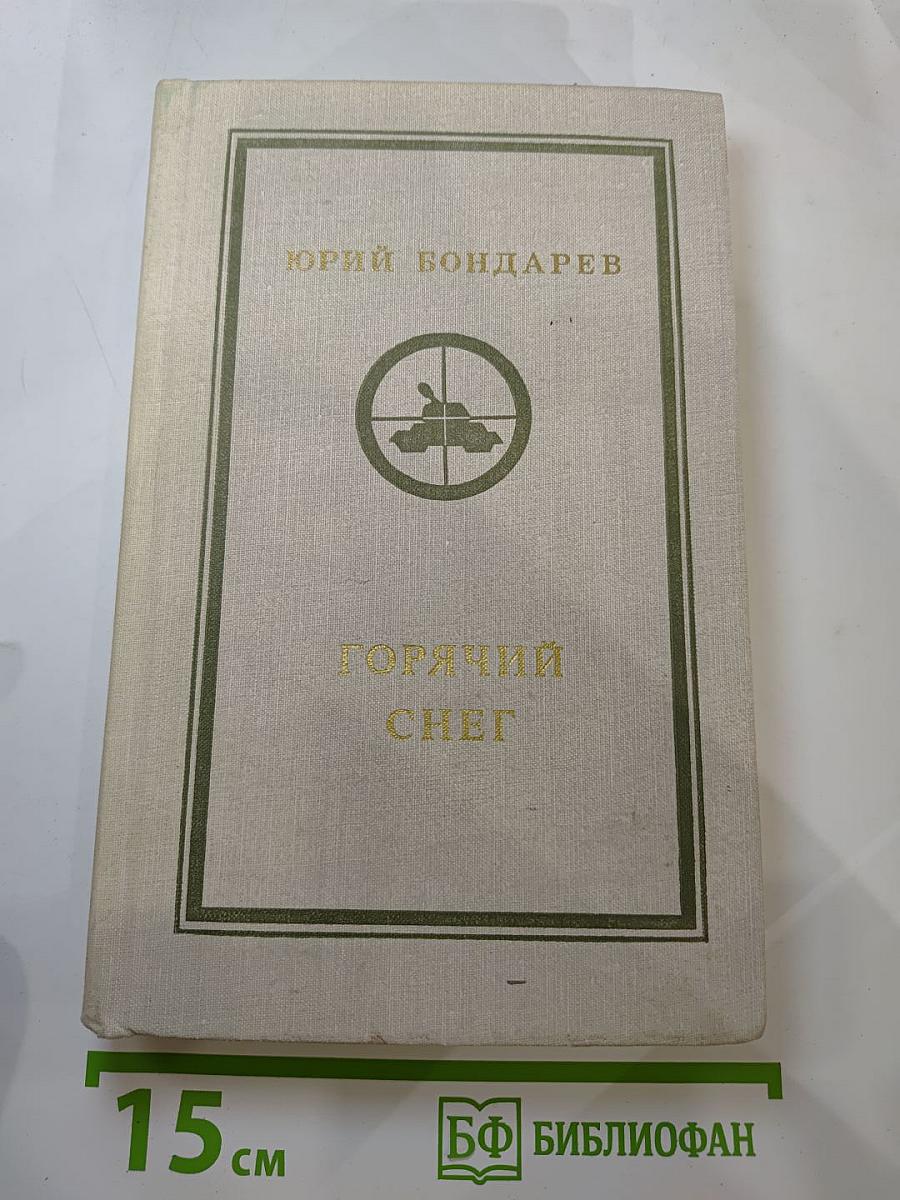 ЮРИЙ БОНДАРЕВ
ГОРЯЧИЙ
СНЕГ
15 см
БФ БИБЛИОФАН